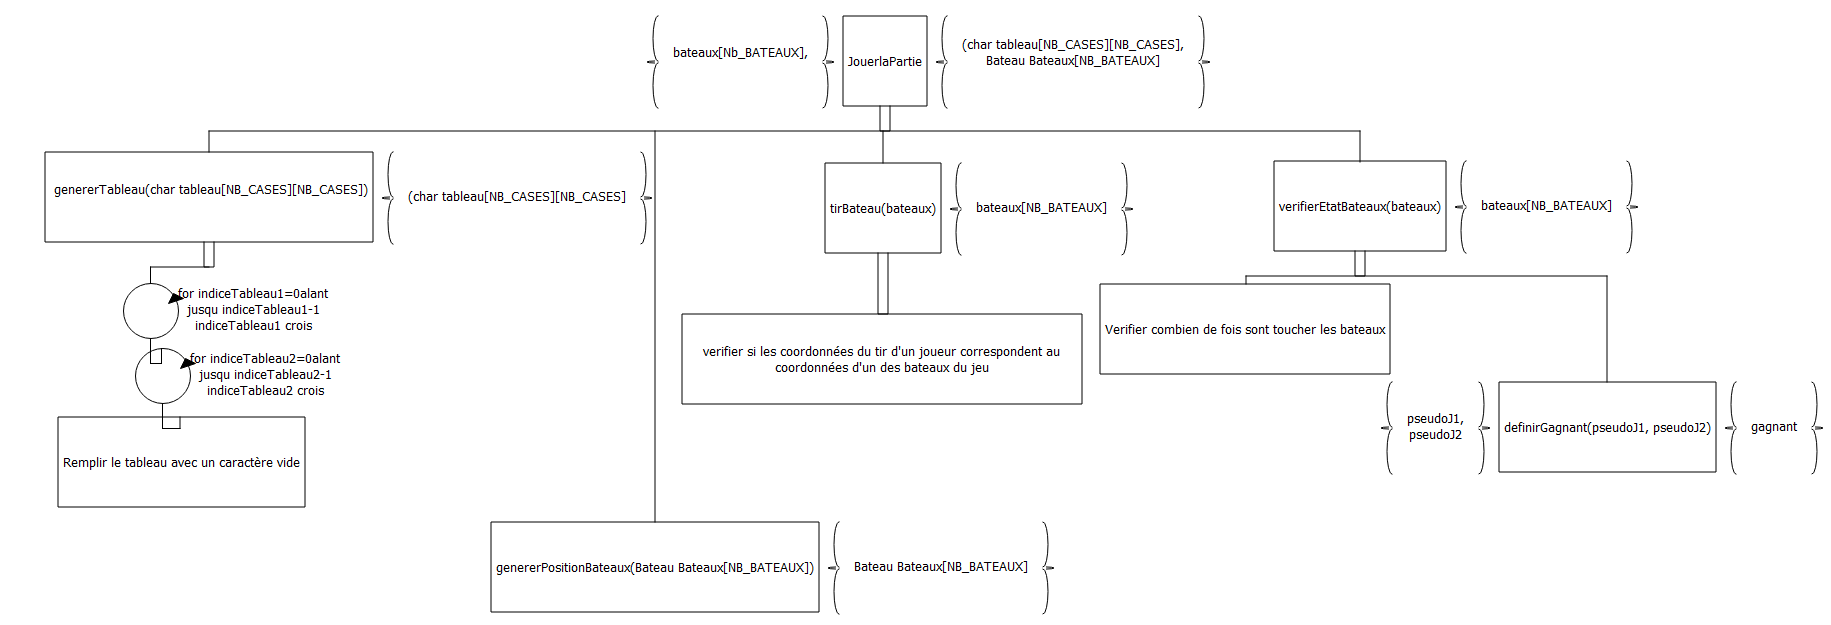 bateaux[Nb_BATEAUX],
JouerlaPartie
(char tableau[NB_CASES][NB_CASES],
Bateau Bateaux[NB_BATEAUX]
genererTableau(char tableau[NB_CASES][NB_CASES])
(char tableau[NB_CASES][NB_CASES]
tirBateau(bateaux)
bateaux[NB_BATEAUX]
verifierEtatBateaux(bateaux)
bateaux[NB_BATEAUX]
for indiceTableau1=0alant
jusqu indiceTableau1-1
indiceTableau1 crois
for indiceTableau2=0alant
jusqu indiceTableau2-1
indiceTableau2 crois
Remplir le tableau avec un caractère vide
verifier si les coordonnées du tir d'un joueur correspondent au
coordonnées d'un des bateaux du jeu
Verifier combien de fois sont toucher les bateaux
pseudoJ1,
pseudoJ2
definirGagnant(pseudoJ1, pseudoJ2)
gagnant
genererPositionBateaux(Bateau Bateaux[NB_BATEAUX])
Bateau Bateaux[NB_BATEAUX]